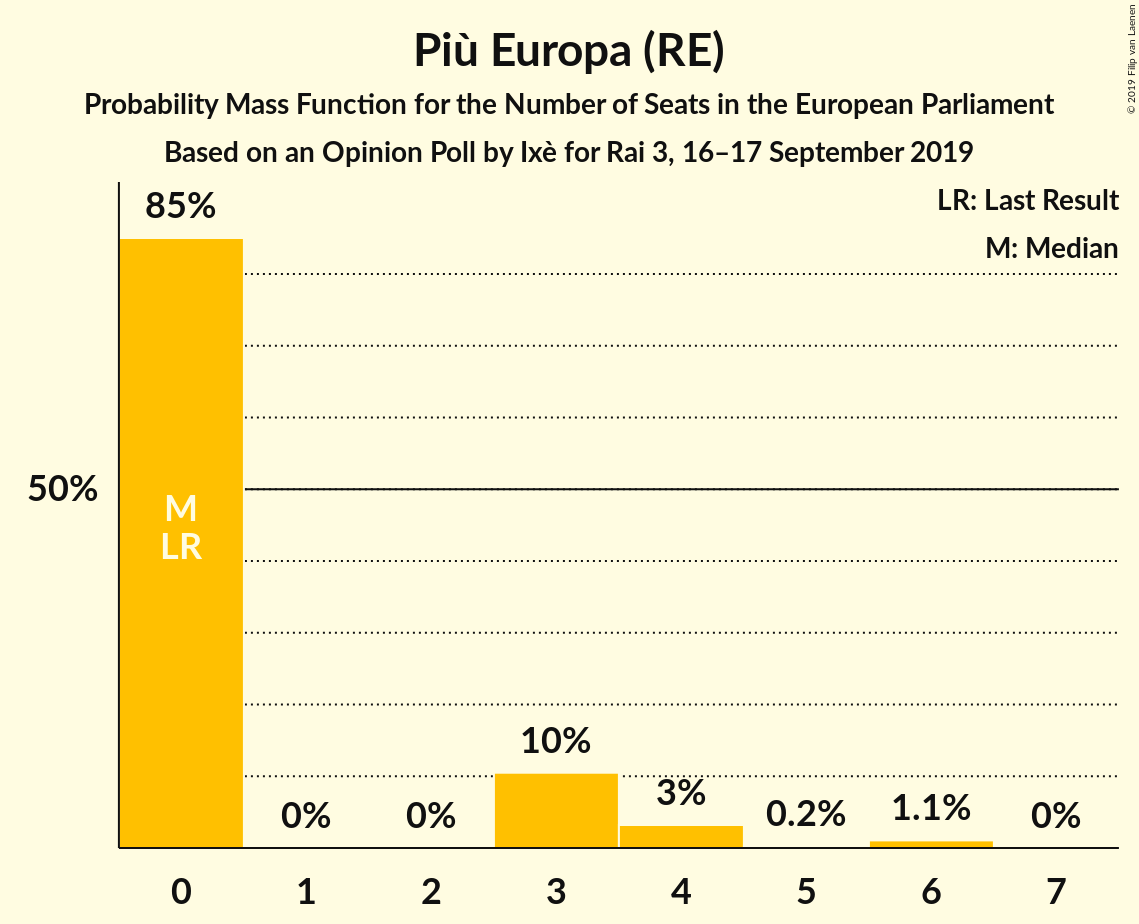 Più Europa (RE)
Probability Mass Function for the Number of Seats in the European Parliament
Based on an Opinion Poll by Ixè for Rai 3, 16–17 September 2019
© 2019 Filip van Laenen
LR: Last Result
M: Median
85%
50%
M
LR
0%
0%
10%
3%
0.2%
1.1%
0%
0 1 2 3 4 5 6 7